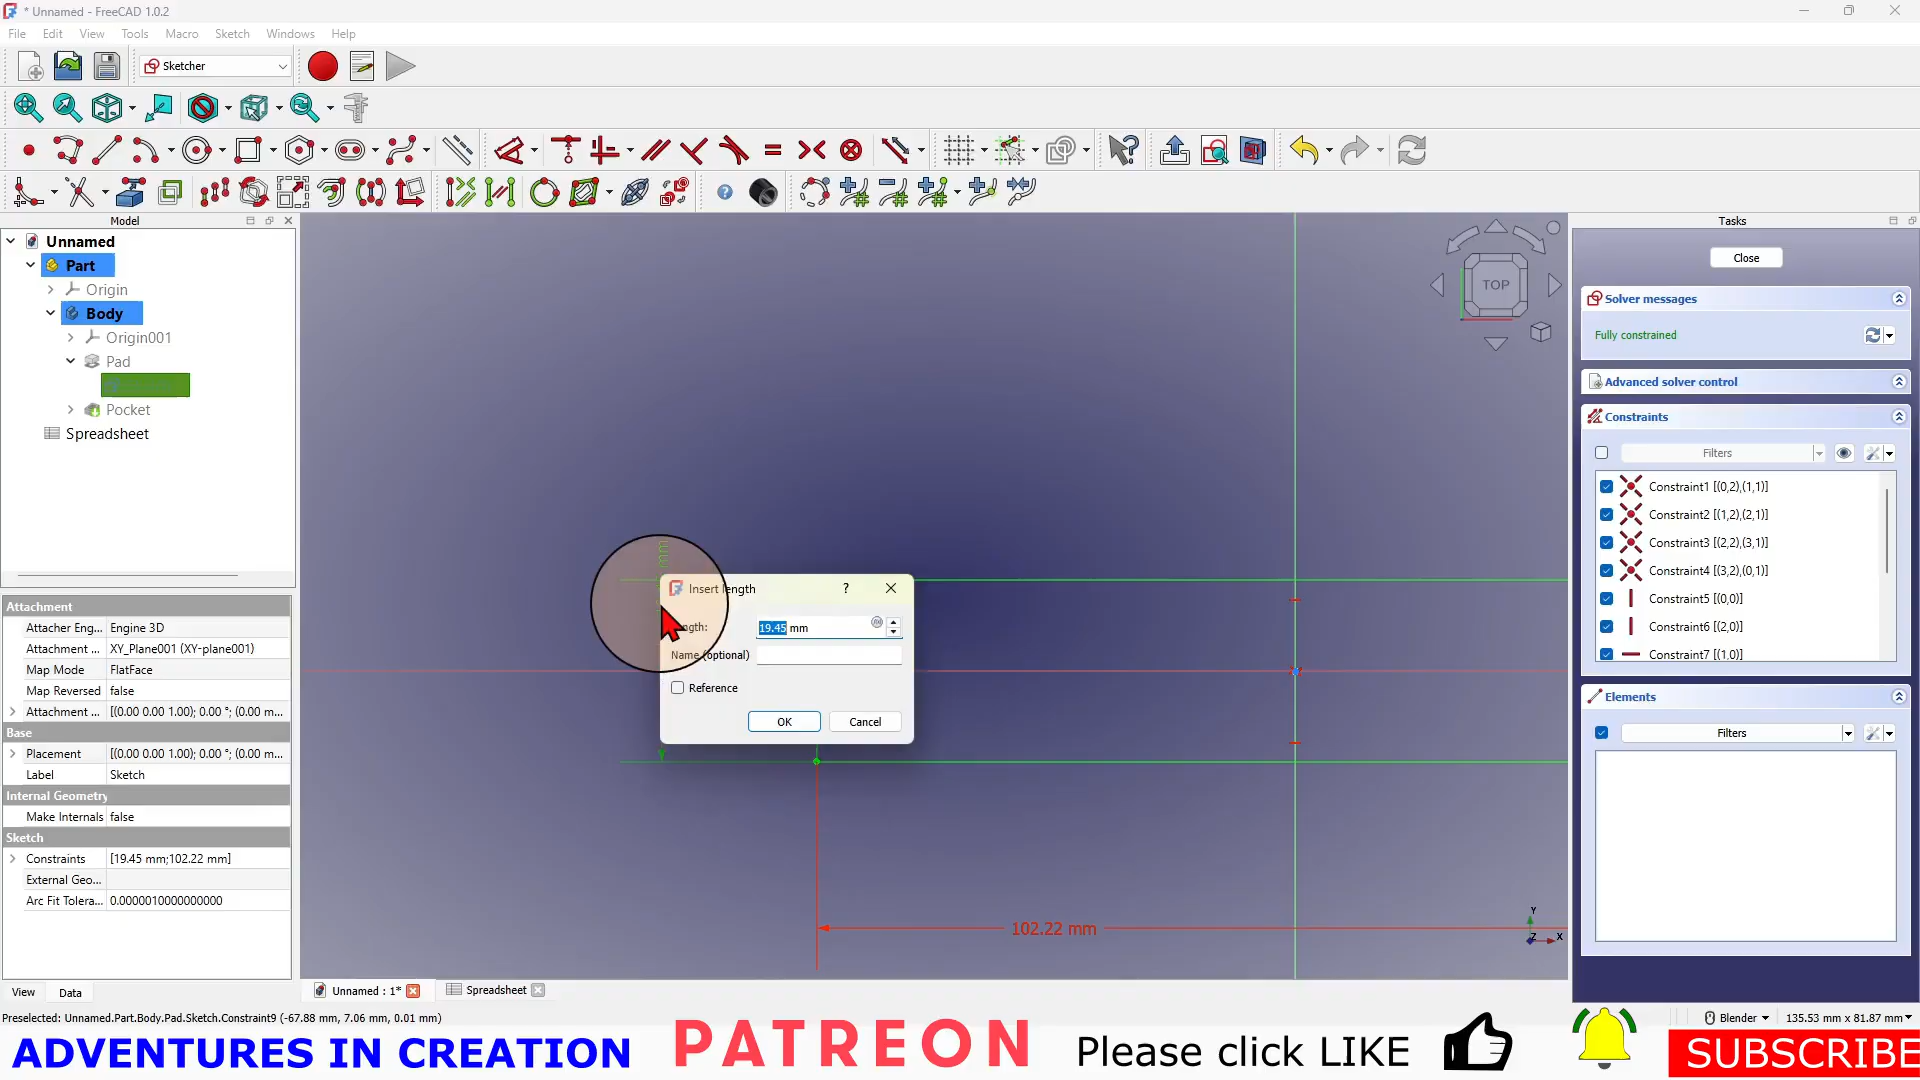 * Unnamed - FreeCAD 1.0.2
File Edit View Tools Macro Sketch Windows Help
Sketcher
Model
Unnamed
Part
Origin
Body
Origin001
Pad
Pocket
Spreadsheet
Attachment
Attacher Eng... Engine 3D
Attachment ... XY_Plane001 (XY-plane001)
Map Mode FlatFace
Map Reversed false
Attachment ... [(0.00 0.00 1.00); 0.00 °; (0.00 m...
Base
Placement [(0.00 0.00 1.00); 0.00 °; (0.00 m...
Label Sketch
Internal Geometry
Make Internals false
Sketch
Constraints [19.45 mm;102.22 mm]
External Geo...
Arc Fit Tolera... 0.0000010000000000
View Data
TOP
mm
Insert length ?
Length: 19.45 mm
Name (optional)
Reference
OK Cancel
102.22 mm
Y
Z X
Unnamed : 1*
Spreadsheet
Tasks
Close
Solver messages
Fully constrained
Advanced solver control
Constraints
Filters
Constraint1 [(0,2),(1,1)]
Constraint2 [(1,2),(2,1)]
Constraint3 [(2,2),(3,1)]
Constraint4 [(3,2),(0,1)]
Constraint5 [(0,0)]
Constraint6 [(2,0)]
Constraint7 [(1,0)]
Elements
Filters
Preselected: Unnamed.Part.Body.Pad.Sketch.Constraint9 (-67.88 mm, 7.06 mm, 0.01 mm)
Blender 135.53 mm x 81.87 mm
ADVENTURES IN CREATION
PATREON
Please click LIKE
SUBSCRIBE